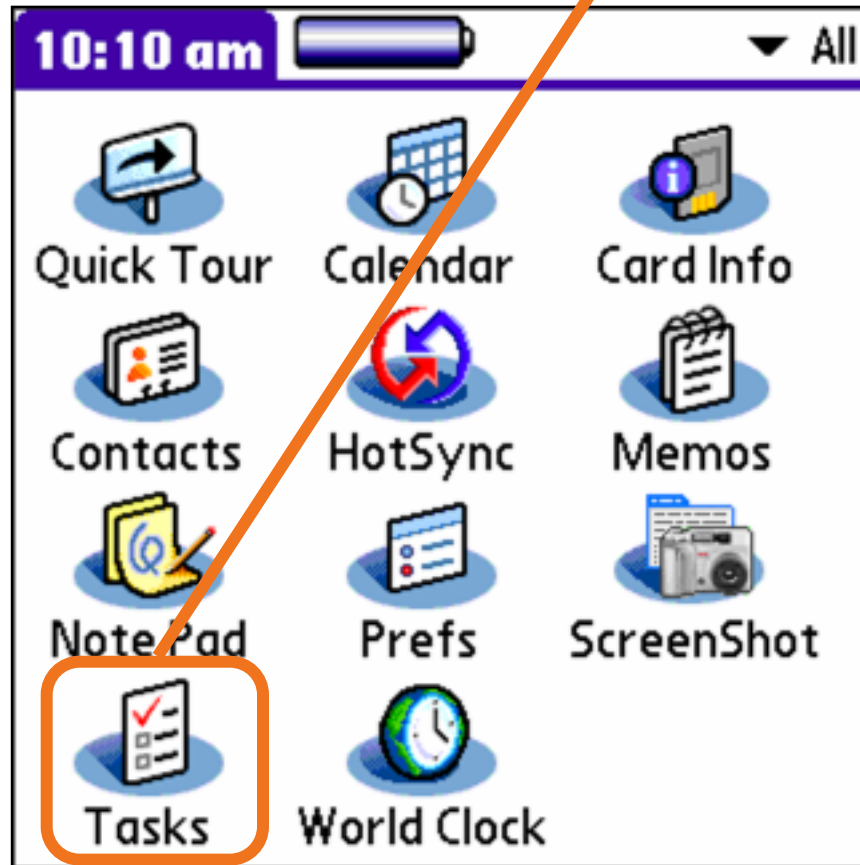 10:10 am All
Quick Tour Calendar Card Info
Contacts HotSync Memos
Note Pad Prefs ScreenShot
Tasks World Clock